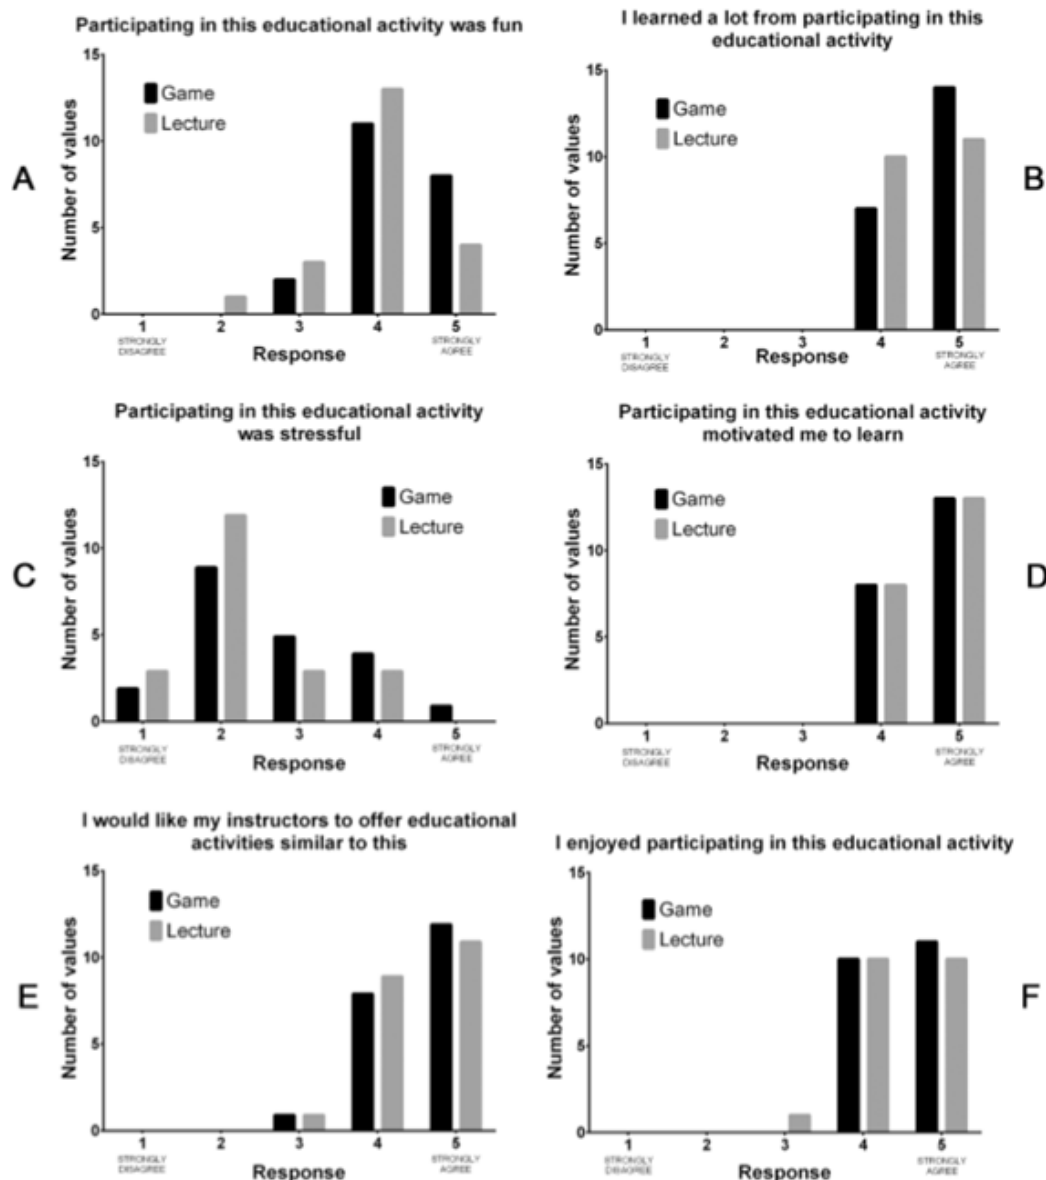 Participating in this educational activity was fun
15
10
5
0
Number of values
Game
Lecture
1
2
3
4
5
STRONGLY
DISAGREE
STRONGLY
AGREE
Response
A
I learned a lot from participating in this
educational activity
15
10
5
0
Number of values
Game
Lecture
1
2
3
4
5
STRONGLY
DISAGREE
STRONGLY
AGREE
Response
B
Participating in this educational activity
was stressful
15
10
5
0
Number of values
Game
Lecture
1
2
3
4
5
STRONGLY
DISAGREE
STRONGLY
AGREE
Response
C
Participating in this educational activity
motivated me to learn
15
10
5
0
Number of values
Game
Lecture
1
2
3
4
5
STRONGLY
DISAGREE
STRONGLY
AGREE
Response
D
I would like my instructors to offer educational
activities similar to this
15
10
5
0
Number of values
Game
Lecture
1
2
3
4
5
STRONGLY
DISAGREE
STRONGLY
AGREE
Response
E
I enjoyed participating in this educational activity
15
10
5
0
Number of values
Game
Lecture
1
2
3
4
5
STRONGLY
DISAGREE
STRONGLY
AGREE
Response
F